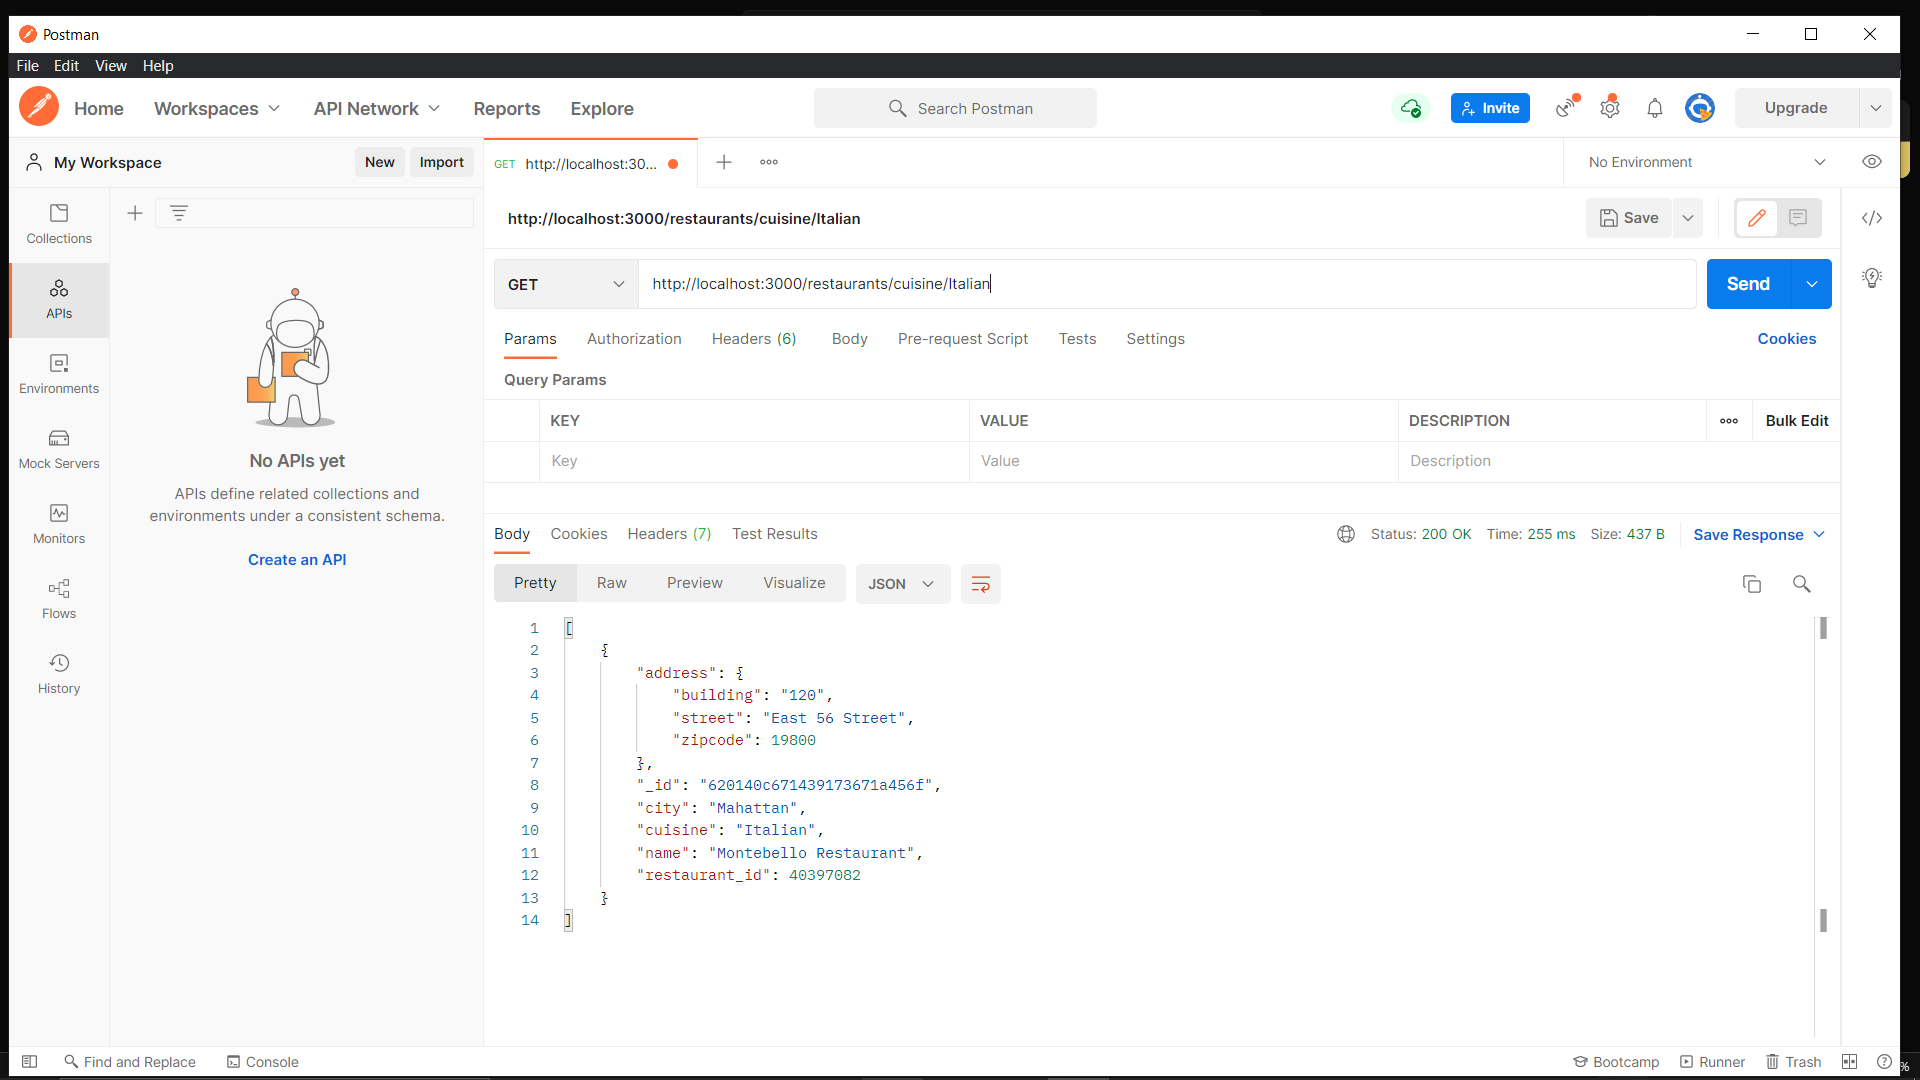 Postman
File Edit View Help
Home Workspaces API Network Reports Explore Search Postman Invite Upgrade
My Workspace New Import GET http://localhost:30... No Environment
http://localhost:3000/restaurants/cuisine/Italian Save
Collections
APIs
Environments
Mock Servers
Monitors
Flows
History
No APIs yet
APIs define related collections and
environments under a consistent schema.
Create an API
GET http://localhost:3000/restaurants/cuisine/Italian Send
Params Authorization Headers (6) Body Pre-request Script Tests Settings Cookies
Query Params
KEY VALUE DESCRIPTION Bulk Edit
Key Value Description
Body Cookies Headers (7) Test Results Status: 200 OK Time: 255 ms Size: 437 B Save Response
Pretty Raw Preview Visualize JSON
1 [
2 {
3 "address": {
4 "building": "120",
5 "street": "East 56 Street",
6 "zipcode": 19800
7 },
8 "_id": "620140c671439173671a456f",
9 "city": "Mahattan",
10 "cuisine": "Italian",
11 "name": "Montebello Restaurant",
12 "restaurant_id": 40397082
13 }
14 ]
Find and Replace Console Bootcamp Runner Trash
%